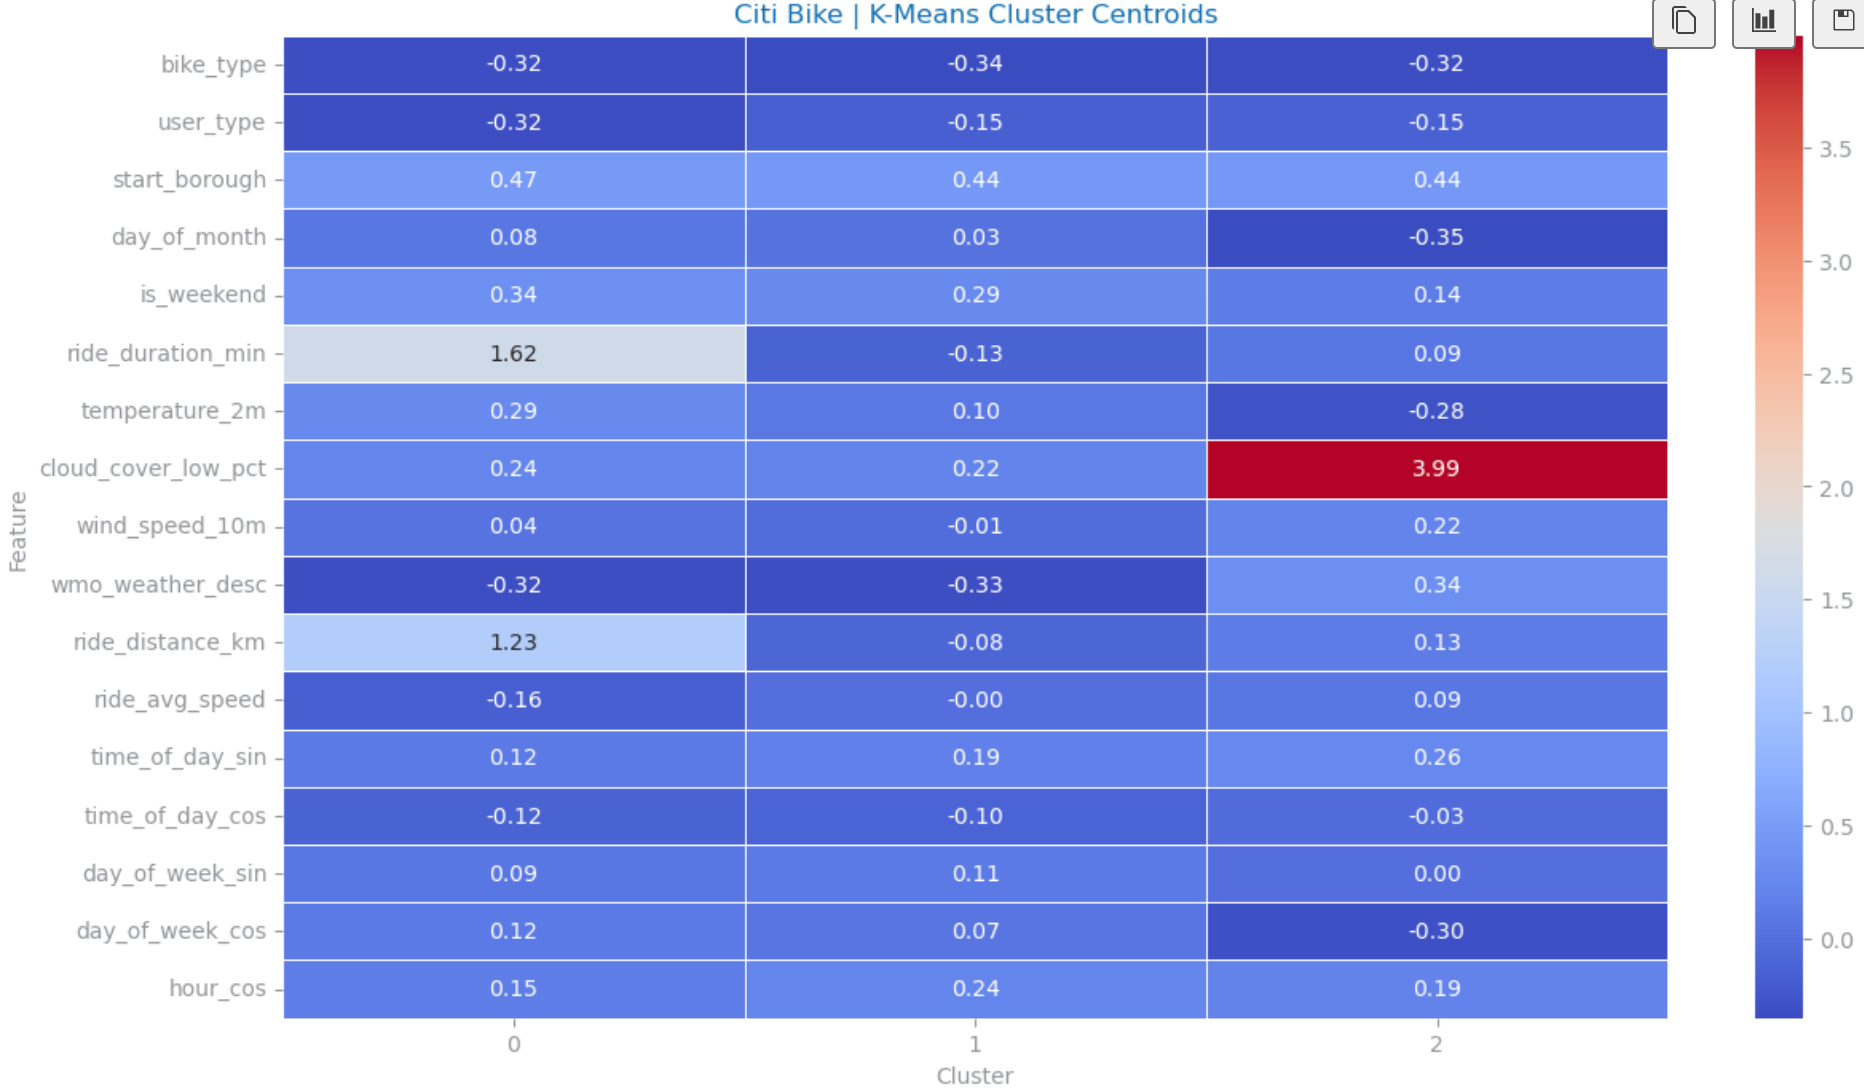 Citi Bike | K-Means Cluster Centroids
bike_type -0.32 -0.34 -0.32
user_type -0.32 -0.15 -0.15
start_borough 0.47 0.44 0.44
day_of_month 0.08 0.03 -0.35
is_weekend 0.34 0.29 0.14
ride_duration_min 1.62 -0.13 0.09
temperature_2m 0.29 0.10 -0.28
cloud_cover_low_pct 0.24 0.22 3.99
wind_speed_10m 0.04 -0.01 0.22
wmo_weather_desc -0.32 -0.33 0.34
ride_distance_km 1.23 -0.08 0.13
ride_avg_speed -0.16 -0.00 0.09
time_of_day_sin 0.12 0.19 0.26
time_of_day_cos -0.12 -0.10 -0.03
day_of_week_sin 0.09 0.11 0.00
day_of_week_cos 0.12 0.07 -0.30
hour_cos 0.15 0.24 0.19
0 1 2
Cluster
Feature
3.5
3.0
2.5
2.0
1.5
1.0
0.5
0.0